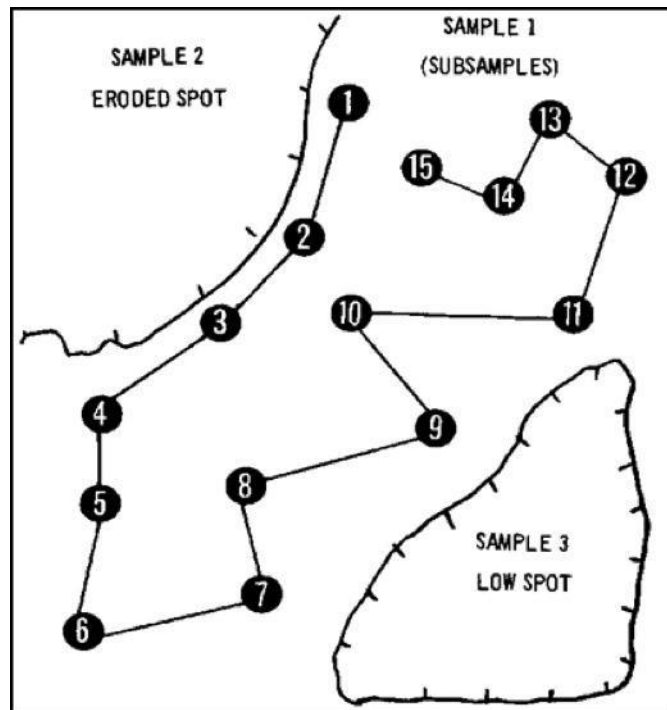 SAMPLE 2
ERODED SPOT
SAMPLE 1
(SUBSAMPLES)
1
2
3
4
5
6
7
8
9
10
11
12
13
14
15
SAMPLE 3
LOW SPOT